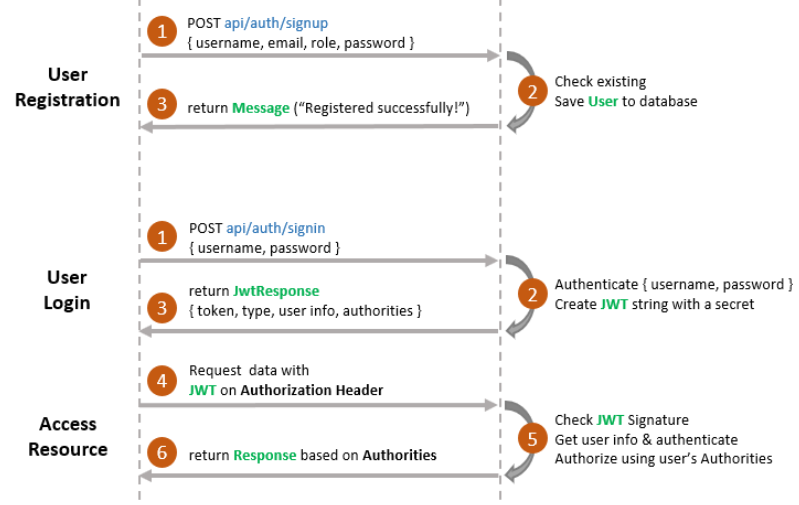 1
POST api/auth/signup
{ username, email, role, password }
User
Registration
2
Check existing
Save User to database
3
return Message (“Registered successfully!”)
1
POST api/auth/signin
{ username, password }
User
Login
2
Authenticate { username, password }
Create JWT string with a secret
3
return JwtResponse
{ token, type, user info, authorities }
4
Request data with
JWT on Authorization Header
Access
Resource
5
Check JWT Signature
Get user info & authenticate
Authorize using user’s Authorities
6
return Response based on Authorities